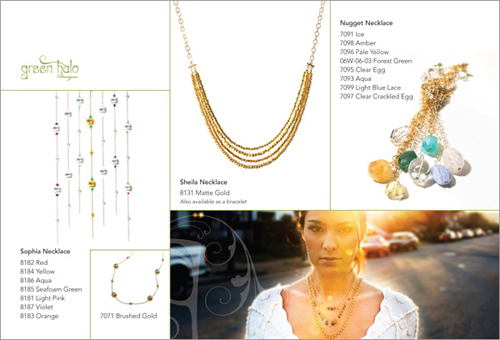 green halo
Designs
Sophia Necklace
8182 Red
8184 Yellow
8186 Aqua
8185 Seafoam Green
8181 Light Pink
8187 Violet
8183 Orange
7071 Brushed Gold
Sheila Necklace
8131 Matte Gold
Also available as a bracelet
Nugget Necklace
7091 Ice
7098 Amber
7096 Pale Yellow
06W-06-03 Forest Green
7095 Clear Egg
7093 Aqua
7099 Light Blue Lace
7097 Clear Crackled Egg